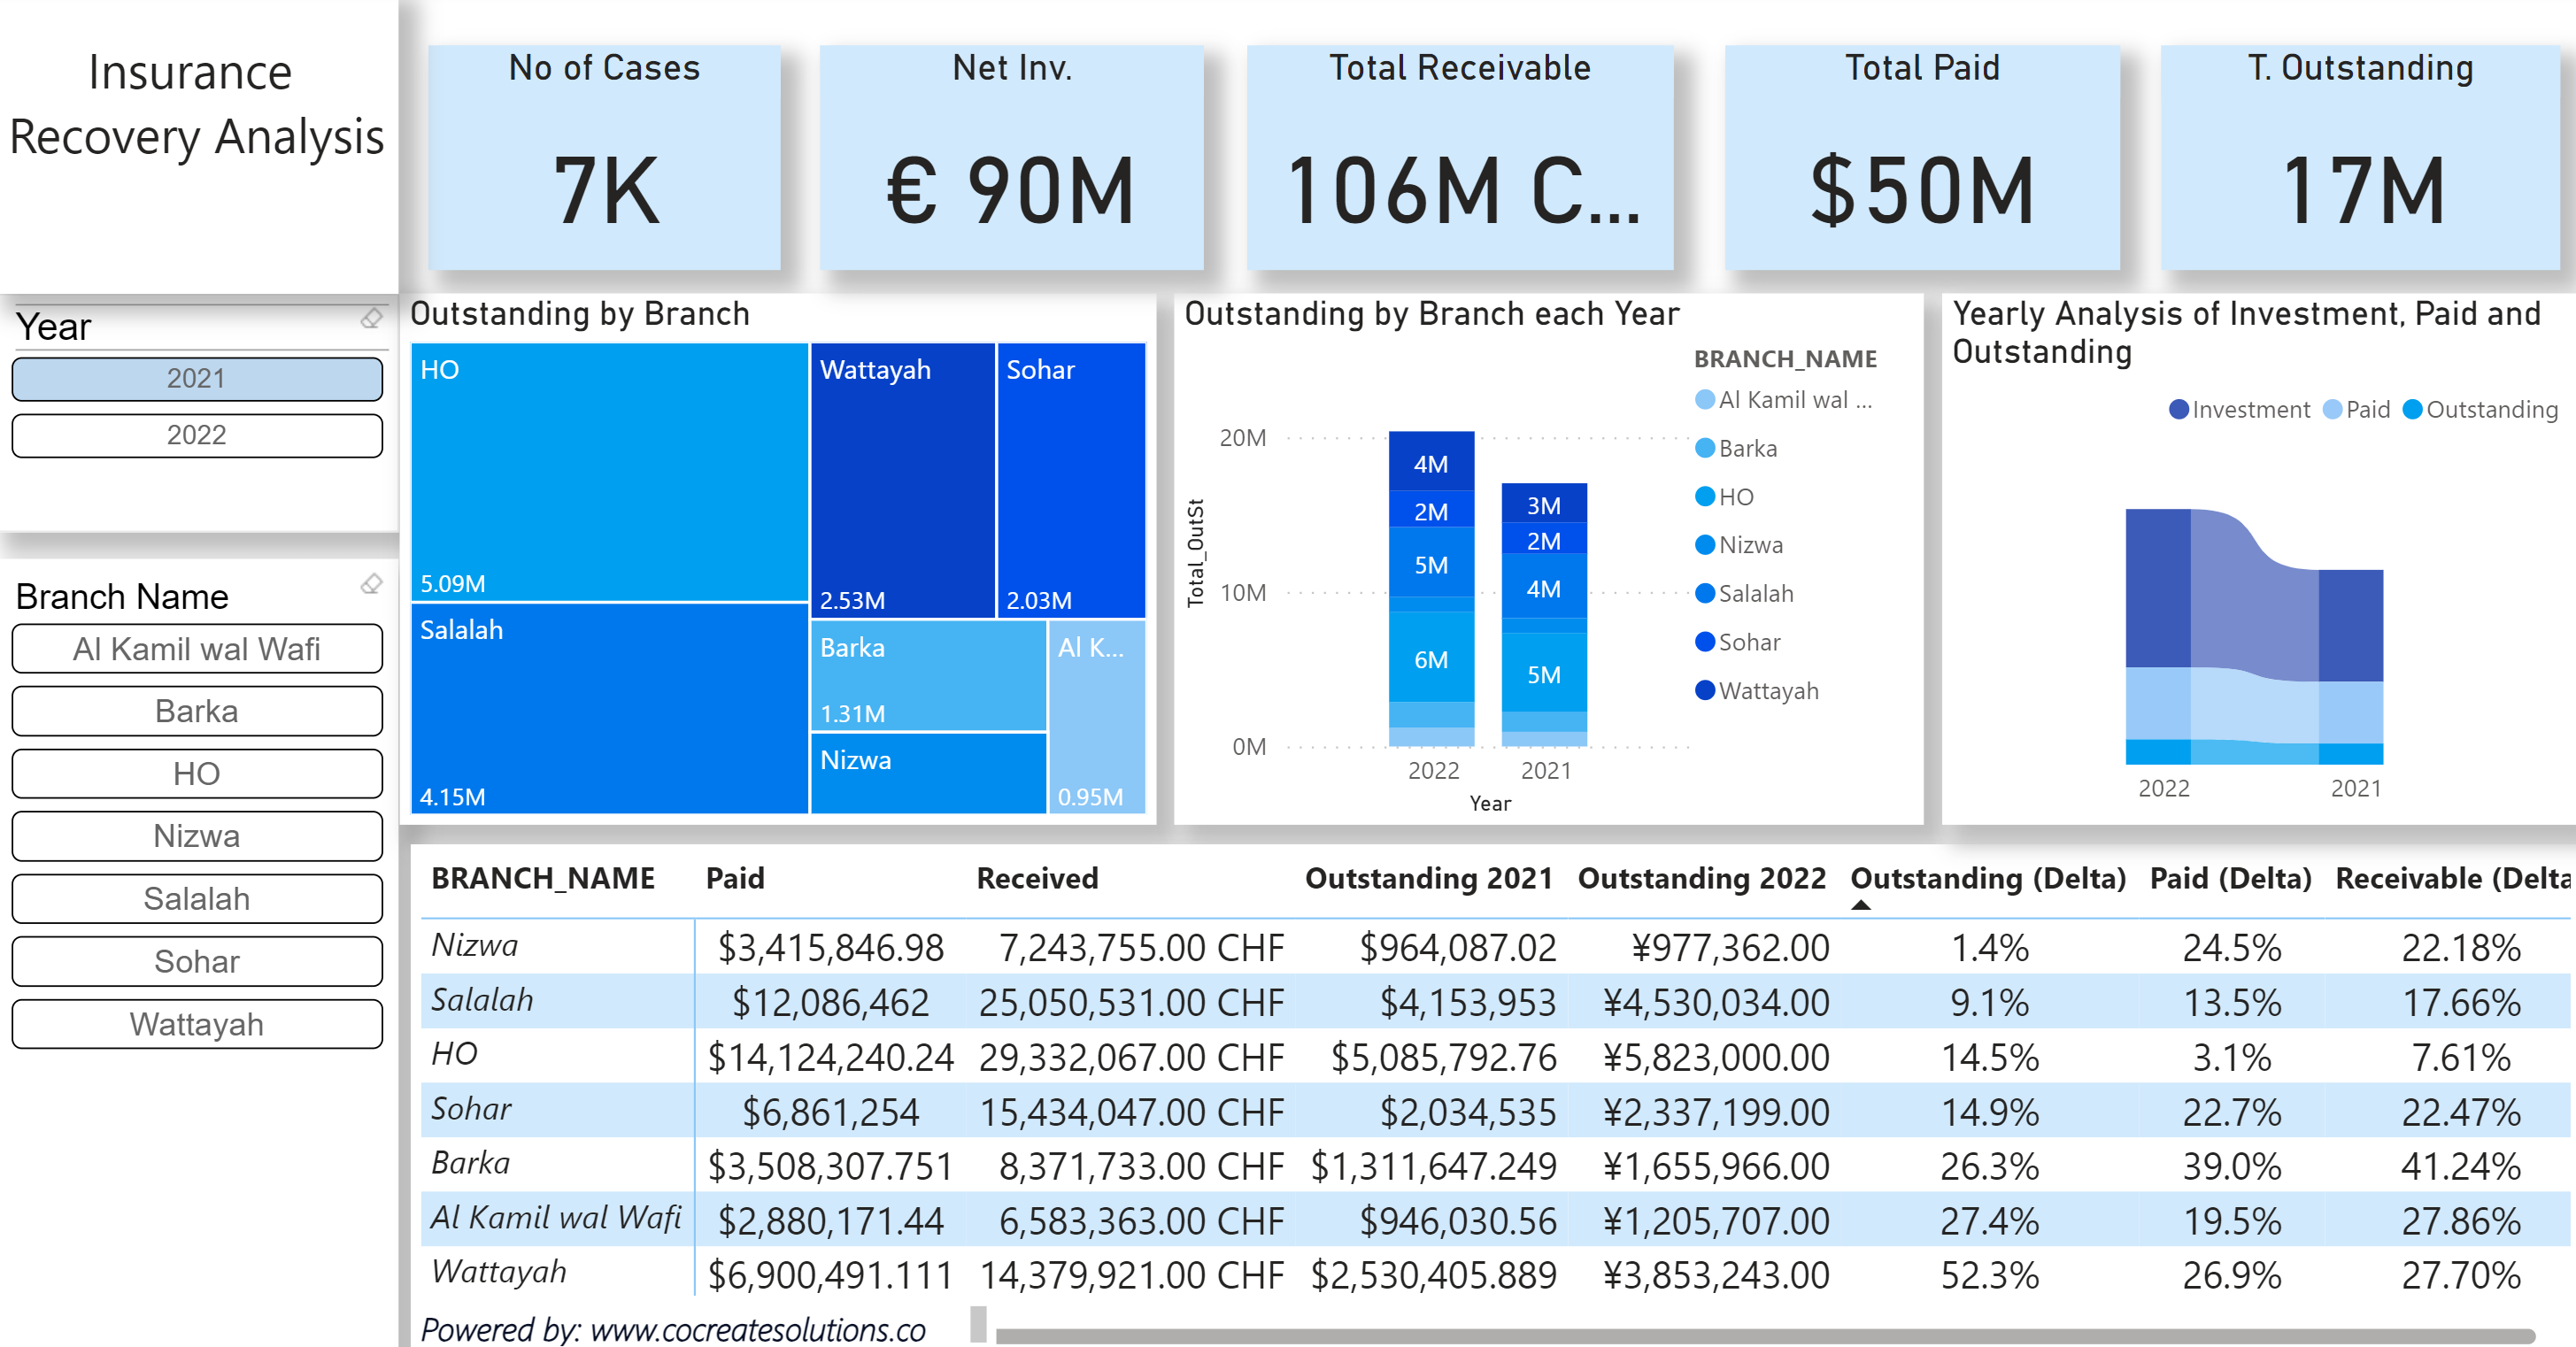 Insurance
Recovery Analysis
No of Cases
7K
Net Inv.
€ 90M
Total Receivable
106M C...
Total Paid
$50M
T. Outstanding
17M
Year
2021
2022
Branch Name
Al Kamil wal Wafi
Barka
HO
Nizwa
Salalah
Sohar
Wattayah
Outstanding by Branch
HO
5.09M
Salalah
4.15M
Wattayah
2.53M
Sohar
2.03M
Barka
1.31M
Nizwa
Al K...
0.95M
Outstanding by Branch each Year
Total_OutSt
20M
10M
0M
4M
2M
5M
6M
3M
2M
4M
5M
2022 2021
Year
BRANCH_NAME
Al Kamil wal ...
Barka
HO
Nizwa
Salalah
Sohar
Wattayah
Yearly Analysis of Investment, Paid and
Outstanding
Investment Paid Outstanding
2022 2021
BRANCH_NAME Paid Received Outstanding 2021 Outstanding 2022 Outstanding (Delta) Paid (Delta) Receivable (Delta
Nizwa $3,415,846.98 7,243,755.00 CHF $964,087.02 ¥977,362.00 1.4% 24.5% 22.18%
Salalah $12,086,462 25,050,531.00 CHF $4,153,953 ¥4,530,034.00 9.1% 13.5% 17.66%
HO $14,124,240.24 29,332,067.00 CHF $5,085,792.76 ¥5,823,000.00 14.5% 3.1% 7.61%
Sohar $6,861,254 15,434,047.00 CHF $2,034,535 ¥2,337,199.00 14.9% 22.7% 22.47%
Barka $3,508,307.751 8,371,733.00 CHF $1,311,647.249 ¥1,655,966.00 26.3% 39.0% 41.24%
Al Kamil wal Wafi $2,880,171.44 6,583,363.00 CHF $946,030.56 ¥1,205,707.00 27.4% 19.5% 27.86%
Wattayah $6,900,491.111 14,379,921.00 CHF $2,530,405.889 ¥3,853,243.00 52.3% 26.9% 27.70%
Powered by: www.cocreatesolutions.co